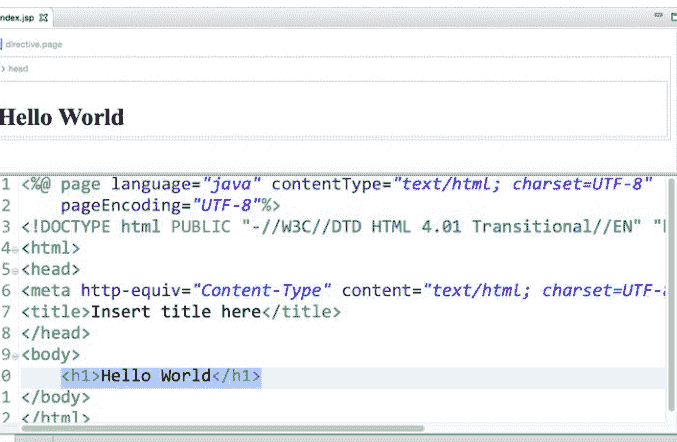 ndex.jsp
directive.page
head
Hello World
1 <%@ page language="java" contentType="text/html; charset=UTF-8"
2 pageEncoding="UTF-8"%>
3 <!DOCTYPE html PUBLIC "-//W3C//DTD HTML 4.01 Transitional//EN" "
4 <html>
5 <head>
6 <meta http-equiv="Content-Type" content="text/html; charset=UTF-
7 <title>Insert title here</title>
8 </head>
9 <body>
0 <h1>Hello World</h1>
1 </body>
2 </html>